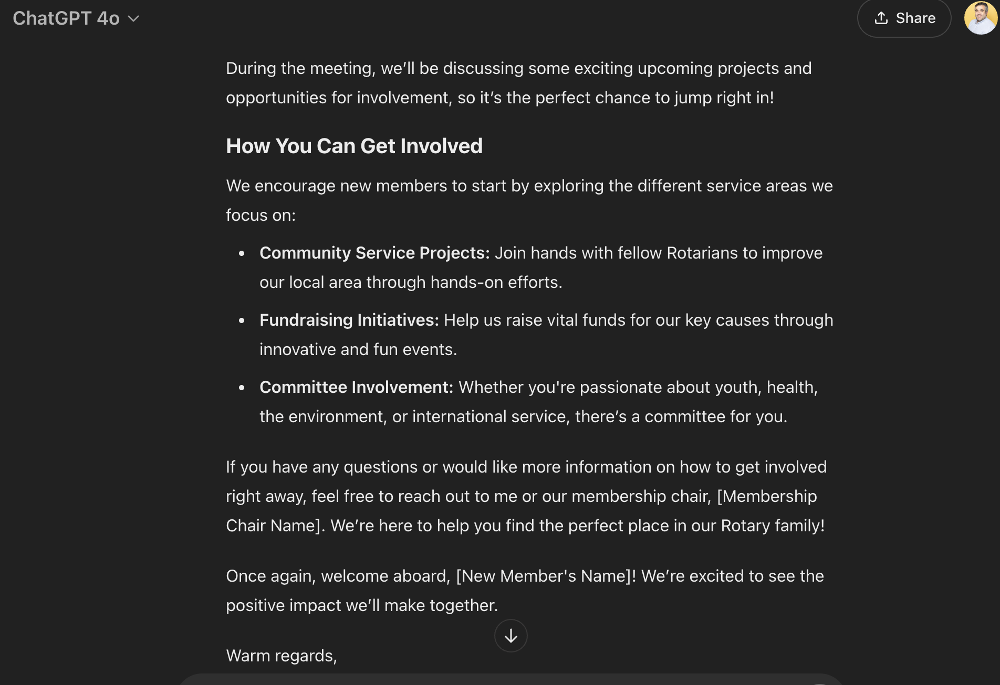 ChatGPT 4o
Share
During the meeting, we’ll be discussing some exciting upcoming projects and
opportunities for involvement, so it’s the perfect chance to jump right in!
How You Can Get Involved
We encourage new members to start by exploring the different service areas we
focus on:
• Community Service Projects: Join hands with fellow Rotarians to improve
our local area through hands-on efforts.
• Fundraising Initiatives: Help us raise vital funds for our key causes through
innovative and fun events.
• Committee Involvement: Whether you're passionate about youth, health,
the environment, or international service, there’s a committee for you.
If you have any questions or would like more information on how to get involved
right away, feel free to reach out to me or our membership chair, [Membership
Chair Name]. We’re here to help you find the perfect place in our Rotary family!
Once again, welcome aboard, [New Member's Name]! We’re excited to see the
positive impact we’ll make together.
Warm regards,